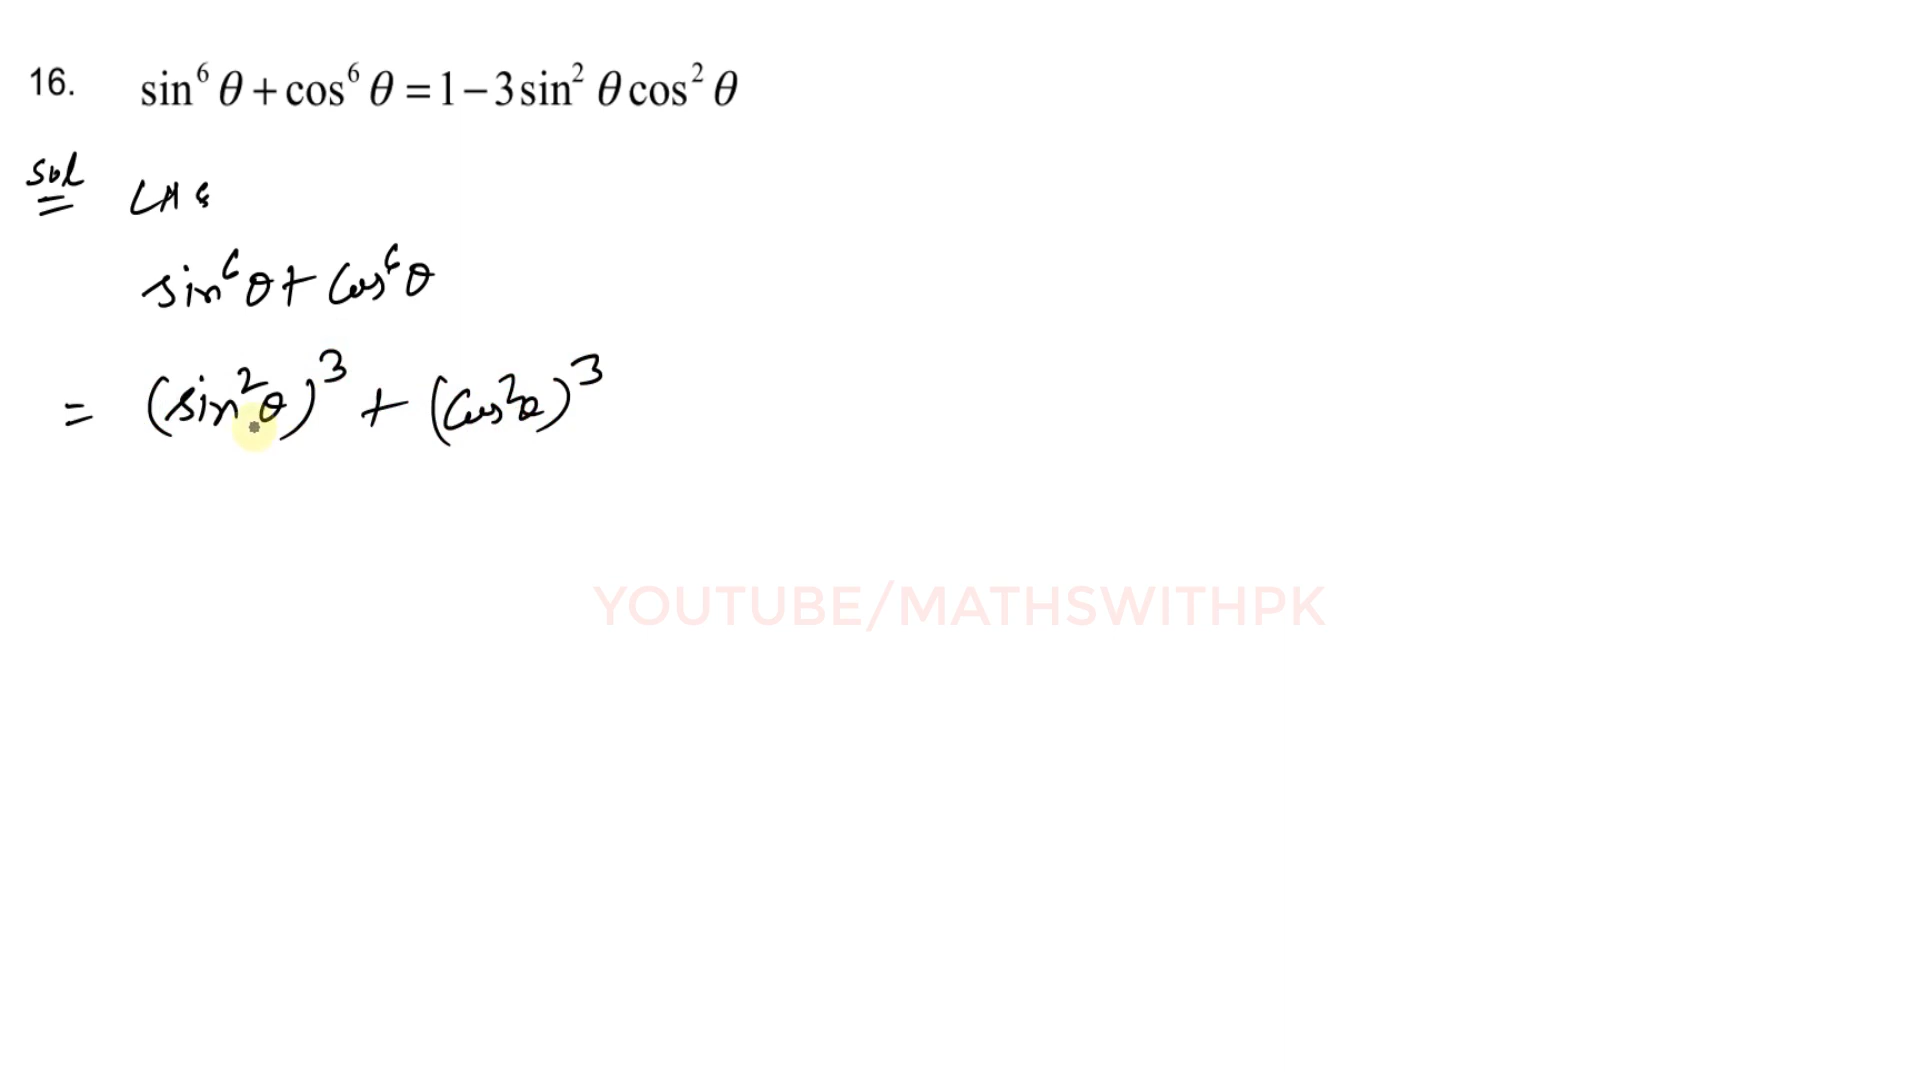 16. sin⁶ θ + cos⁶ θ = 1 − 3 sin² θ cos² θ
Sol LHS
sin⁶θ + cos⁶θ
= (sin²θ)³ + (cos²θ)³
YOUTUBE/MATHSWITHPK